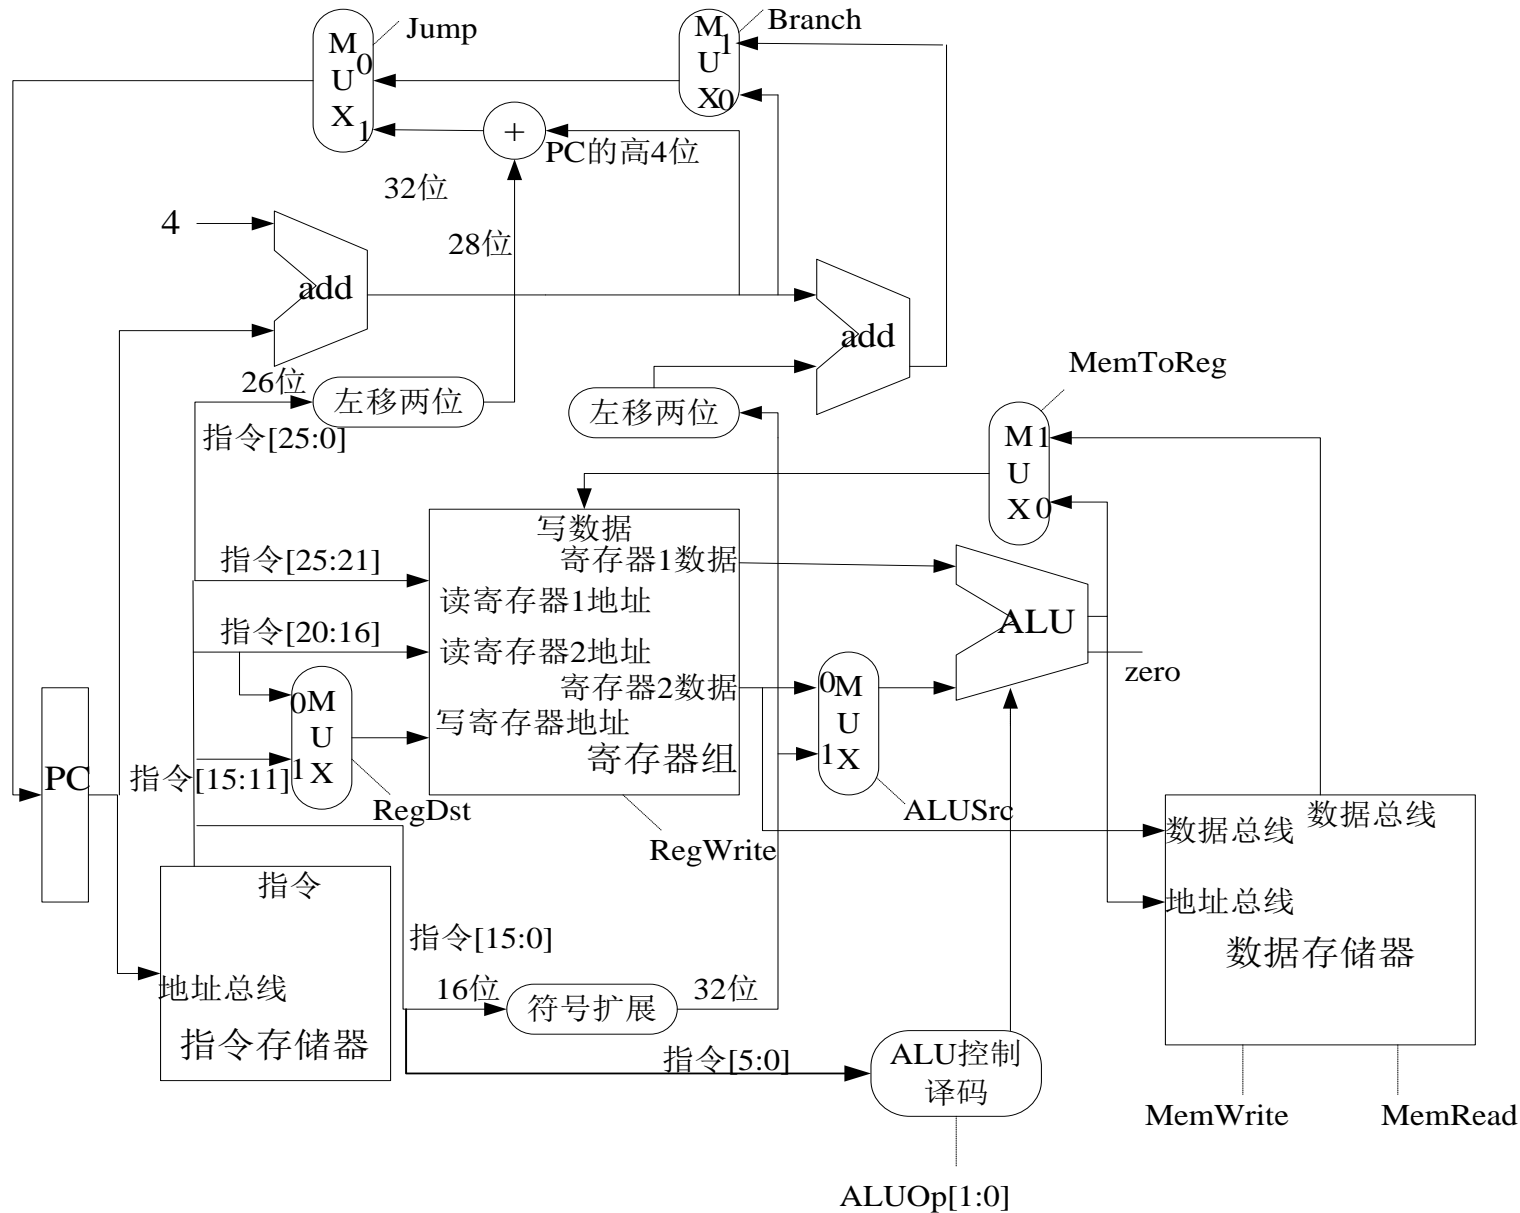 Jump
Branch
M
U
X
0
1
M
U
X
1
0
+
PC的高4位
32位
28位
4
add
add
26位
左移两位
左移两位
指令[25:0]
MemToReg
M
U
X
1
0
写数据
寄存器1数据
指令[25:21]
读寄存器1地址
指令[20:16]
读寄存器2地址
寄存器2数据
写寄存器地址
寄存器组
ALU
zero
0
M
U
X
1
0
M
U
X
1
PC
指令[15:11]
RegDst
RegWrite
ALUSrc
数据总线
数据总线
地址总线
数据存储器
指令
指令[15:0]
地址总线
指令存储器
16位
符号扩展
32位
指令[5:0]
ALU控制
译码
MemWrite
MemRead
ALUOp[1:0]